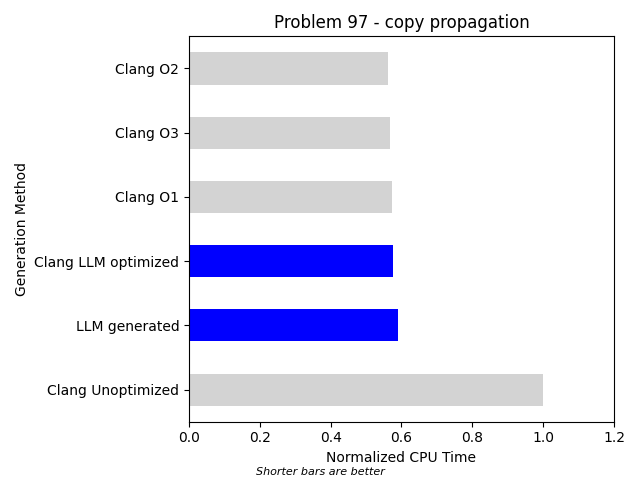 Problem 97 - copy propagation
Clang O2
Clang O3
Clang O1
Clang LLM optimized
LLM generated
Clang Unoptimized
Generation Method
0.0 0.2 0.4 0.6 0.8 1.0 1.2
Normalized CPU Time
Shorter bars are better